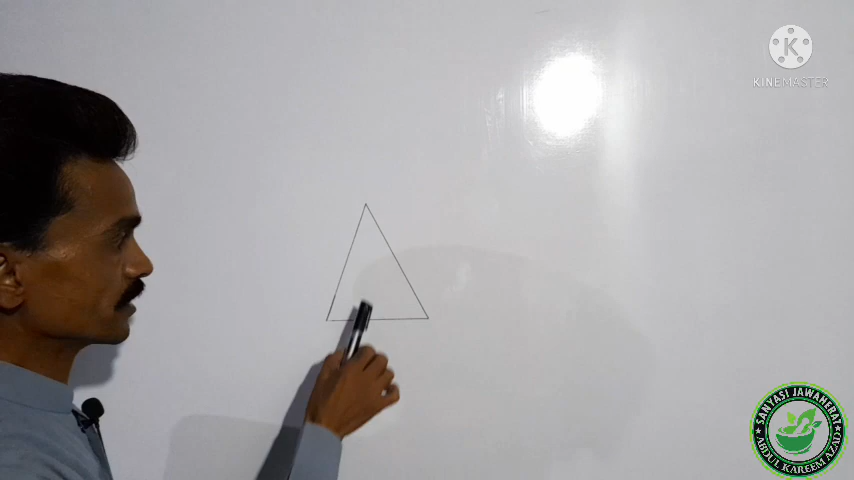 K
KINEMASTER
SANYASI JAWAHERAT
ABDUL KAREEM AZAD